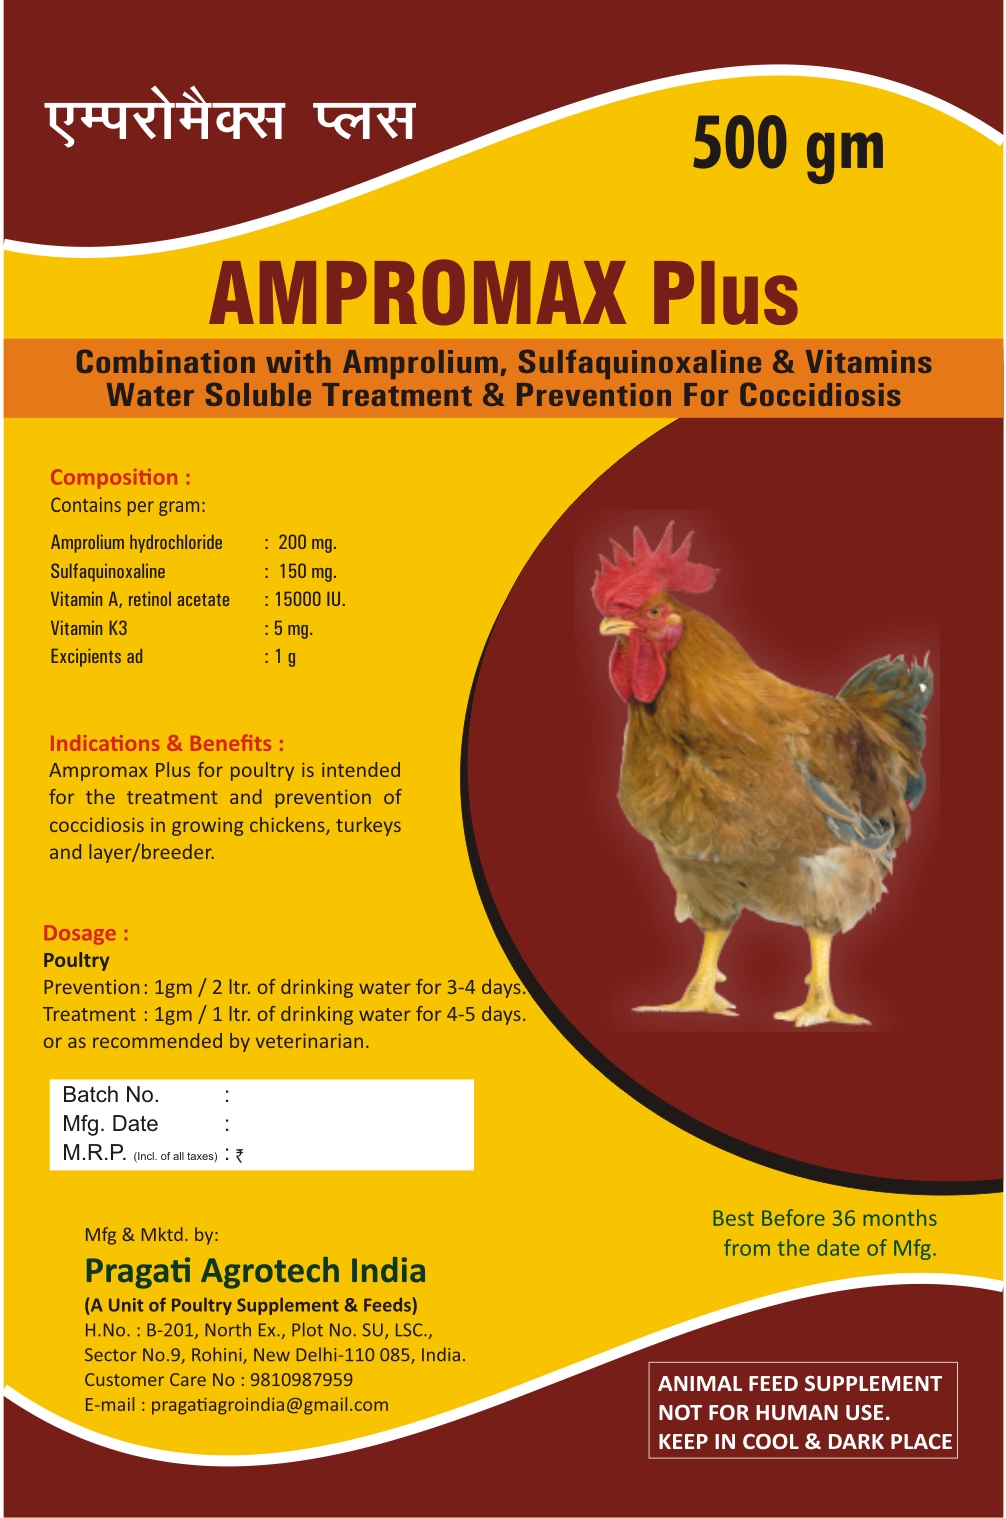 एम्परोमैक्स प्लस
500 gm
AMPROMAX Plus
Combination with Amprolium, Sulfaquinoxaline & Vitamins
Water Soluble Treatment & Prevention For Coccidiosis
Composition :
Contains per gram:
Amprolium hydrochloride : 200 mg.
Sulfaquinoxaline : 150 mg.
Vitamin A, retinol acetate : 15000 IU.
Vitamin K3 : 5 mg.
Excipients ad : 1 g
Indications & Benefits :
Ampromax Plus for poultry is intended
for the treatment and prevention of
coccidiosis in growing chickens, turkeys
and layer/breeder.
Dosage :
Poultry
Prevention : 1gm / 2 ltr. of drinking water for 3-4 days.
Treatment : 1gm / 1 ltr. of drinking water for 4-5 days.
or as recommended by veterinarian.
Batch No. :
Mfg. Date :
M.R.P. (Incl. of all taxes) : ₹
Best Before 36 months
from the date of Mfg.
Mfg & Mktd. by:
Pragati Agrotech India
(A Unit of Poultry Supplement & Feeds)
H.No. : B-201, North Ex., Plot No. SU, LSC.,
Sector No.9, Rohini, New Delhi-110 085, India.
Customer Care No : 9810987959
E-mail : pragatiagroindia@gmail.com
ANIMAL FEED SUPPLEMENT
NOT FOR HUMAN USE.
KEEP IN COOL & DARK PLACE